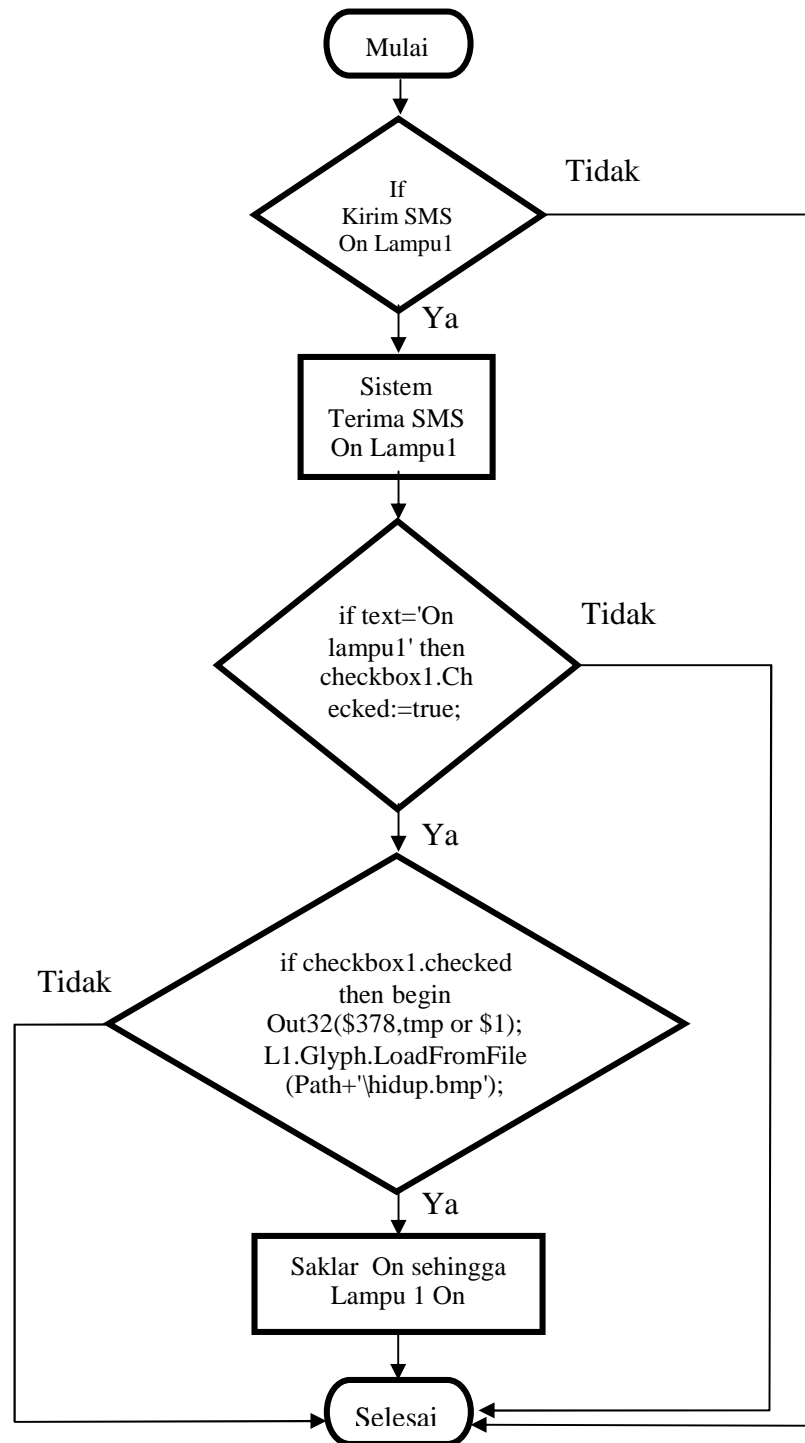 Mulai
If
Kirim SMS
On Lampu1
Tidak
Ya
Sistem
Terima SMS
On Lampu1
if text='On
lampu1' then
checkbox1.Ch
ecked:=true;
Tidak
Ya
if checkbox1.checked
then begin
Out32($378,tmp or $1);
L1.Glyph.LoadFromFile
(Path+'\hidup.bmp');
Tidak
Ya
Saklar On sehingga
Lampu 1 On
Selesai